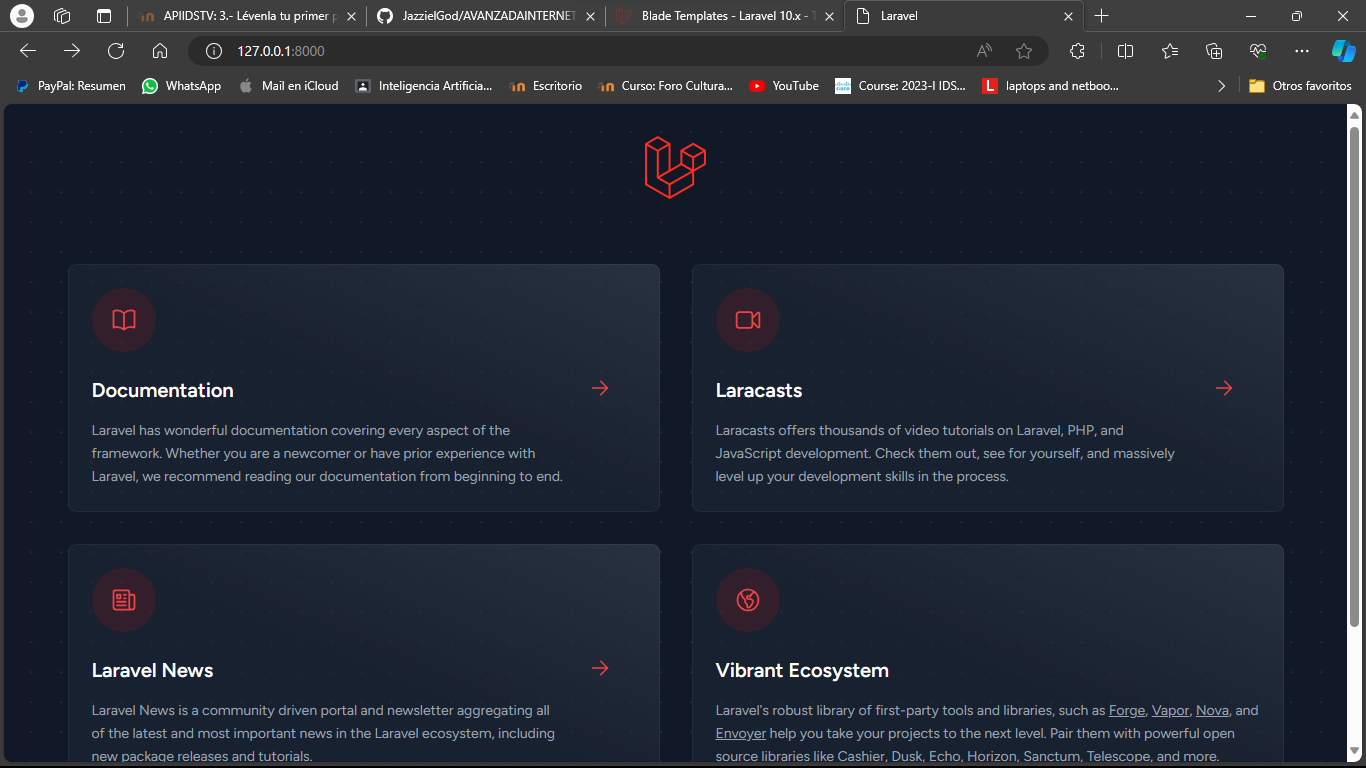 APIIDSTV: 3.- Lévenla tu primer p
JazzielGod/AVANZADAINTERNET
Blade Templates - Laravel 10.x - T
Laravel
127.0.0.1:8000
PayPal: Resumen
WhatsApp
Mail en iCloud
Inteligencia Artificia...
Escritorio
Curso: Foro Cultura...
YouTube
Course: 2023-I IDS...
L laptops and netboo...
Otros favoritos
Documentation
Laravel has wonderful documentation covering every aspect of the
framework. Whether you are a newcomer or have prior experience with
Laravel, we recommend reading our documentation from beginning to end.
Laracasts
Laracasts offers thousands of video tutorials on Laravel, PHP, and
JavaScript development. Check them out, see for yourself, and massively
level up your development skills in the process.
Laravel News
Laravel News is a community driven portal and newsletter aggregating all
of the latest and most important news in the Laravel ecosystem, including
new package releases and tutorials.
Vibrant Ecosystem
Laravel's robust library of first-party tools and libraries, such as Forge, Vapor, Nova, and
Envoyer help you take your projects to the next level. Pair them with powerful open
source libraries like Cashier, Dusk, Echo, Horizon, Sanctum, Telescope, and more.